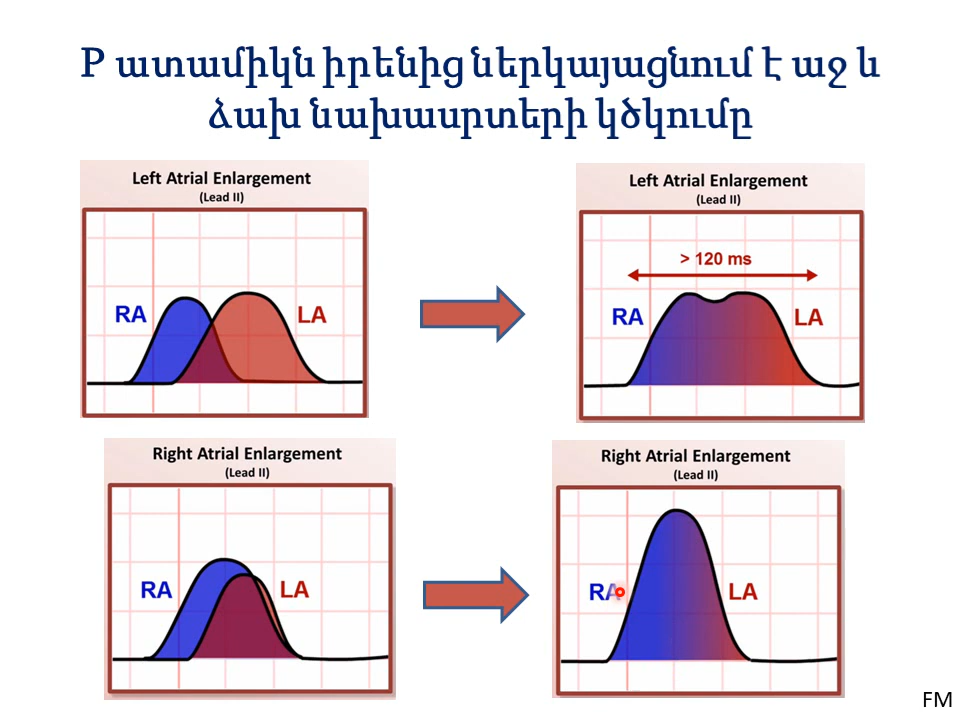 P ատամիկն իրենից ներկայացնում է աջ և
ձախ նախասրտերի կծկումը
Left Atrial Enlargement
(Lead II)
RA
LA
Left Atrial Enlargement
(Lead II)
> 120 ms
RA
LA
Right Atrial Enlargement
(Lead II)
RA
LA
Right Atrial Enlargement
(Lead II)
RA
LA
FM